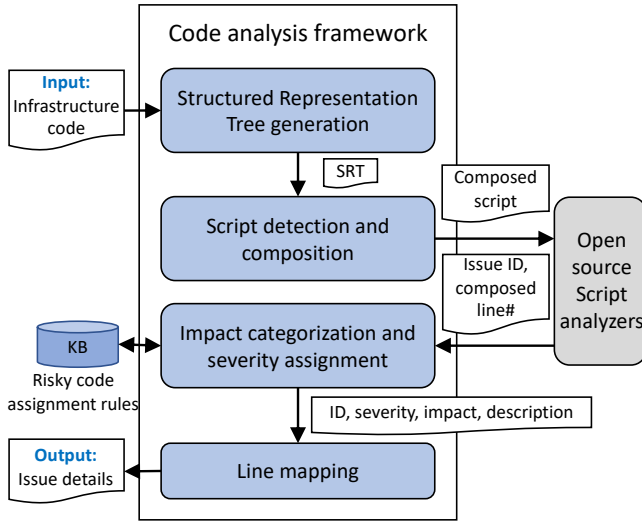 Code analysis framework
Input:
Infrastructure
code
Structured Representation
Tree generation
SRT
Script detection and
composition
Composed
script
Open
source
Script
analyzers
Issue ID,
composed
line#
Impact categorization and
severity assignment
KB
Risky code
assignment rules
ID, severity, impact, description
Line mapping
Output:
Issue details